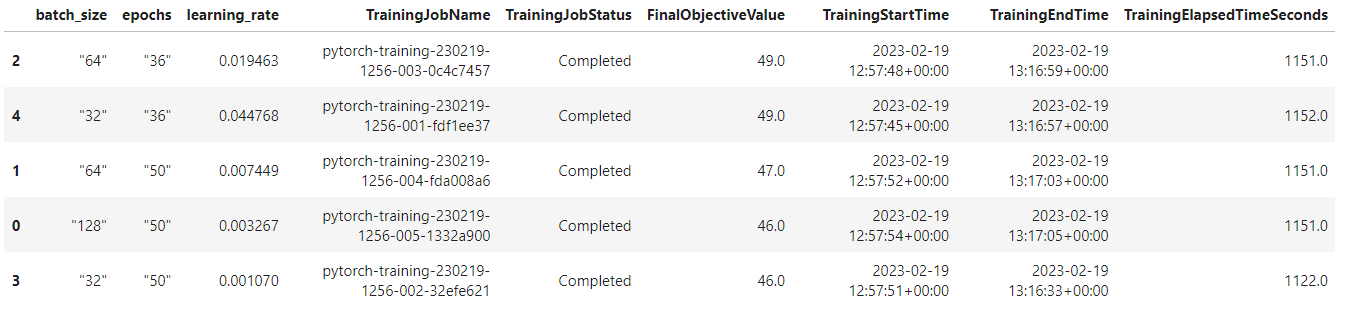 batch_size epochs learning_rate TrainingJobName TrainingJobStatus FinalObjectiveValue TrainingStartTime TrainingEndTime TrainingElapsedTimeSeconds
2 "64" "36" 0.019463 pytorch-training-230219-1256-003-0c4c7457 Completed 49.0 2023-02-19 12:57:48+00:00 2023-02-19 13:16:59+00:00 1151.0
4 "32" "36" 0.044768 pytorch-training-230219-1256-001-fdf1ee37 Completed 49.0 2023-02-19 12:57:45+00:00 2023-02-19 13:16:57+00:00 1152.0
1 "64" "50" 0.007449 pytorch-training-230219-1256-004-fda008a6 Completed 47.0 2023-02-19 12:57:52+00:00 2023-02-19 13:17:03+00:00 1151.0
0 "128" "50" 0.003267 pytorch-training-230219-1256-005-1332a900 Completed 46.0 2023-02-19 12:57:54+00:00 2023-02-19 13:17:05+00:00 1151.0
3 "32" "50" 0.001070 pytorch-training-230219-1256-002-32efe621 Completed 46.0 2023-02-19 12:57:51+00:00 2023-02-19 13:16:33+00:00 1122.0